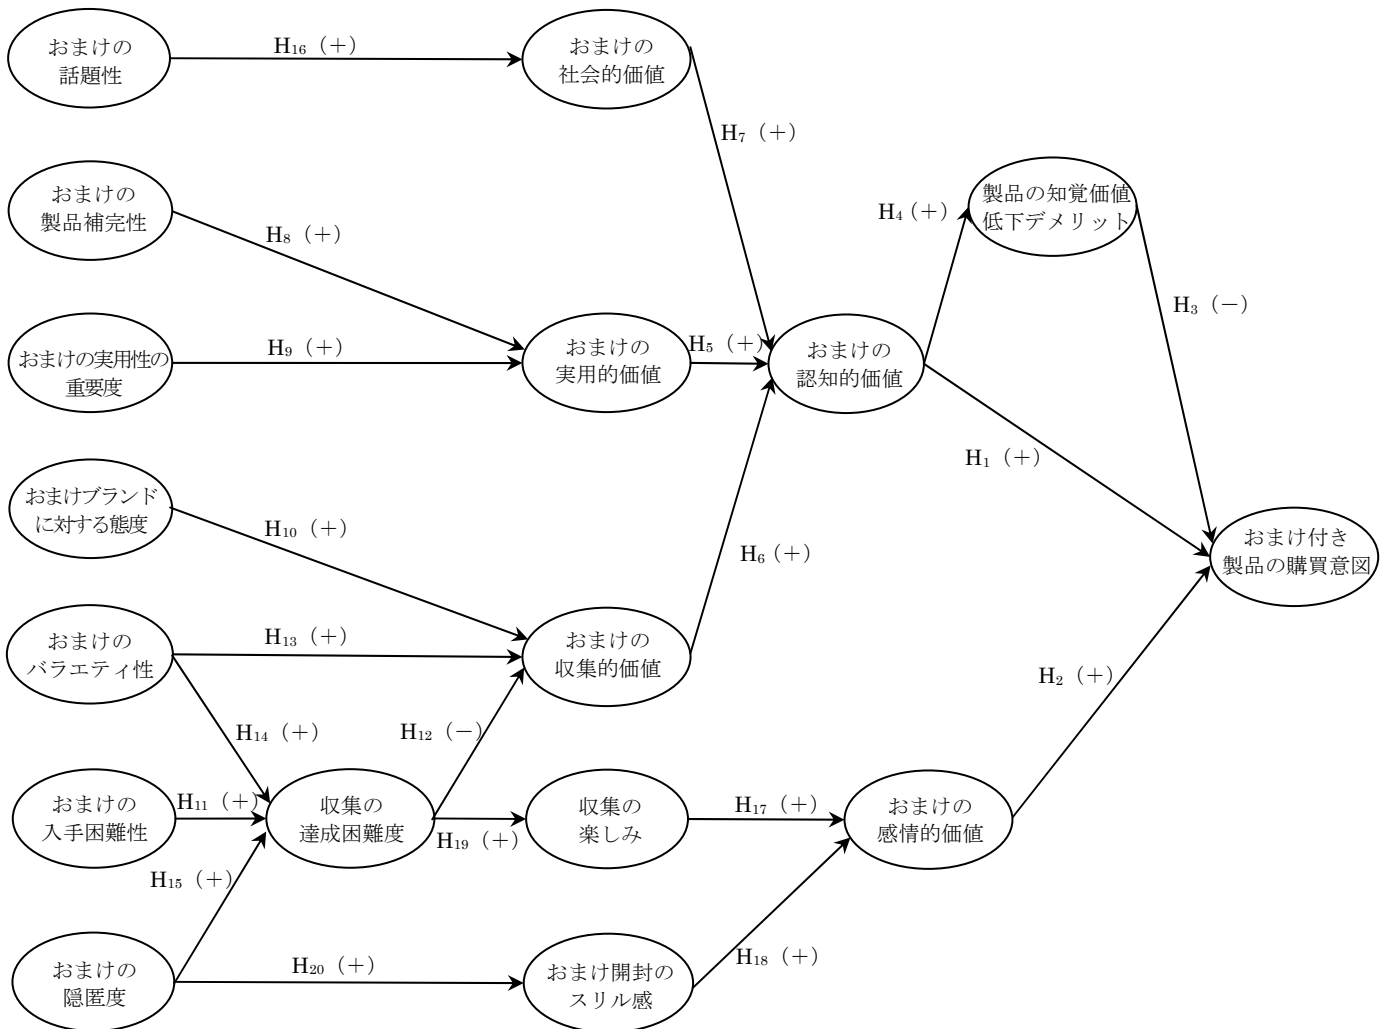 おまけの
話題性
H₁₆（+）
おまけの
社会的価値
H₇（+）
おまけの
製品補完性
H₈（+）
製品の知覚価値
低下デメリット
H₄（+）
H₃（−）
おまけの実用性の
重要度
H₉（+）
おまけの
実用的価値
H₅（+）
おまけの
認知的価値
H₁（+）
おまけブランド
に対する態度
H₁₀（+）
H₆（+）
おまけ付き
製品の購買意図
おまけの
バラエティ性
H₁₃（+）
おまけの
収集的価値
H₂（+）
H₁₄（+）
H₁₂（−）
おまけの
入手困難性
H₁₁（+）
収集の
達成困難度
H₁₉（+）
収集の
楽しみ
H₁₇（+）
おまけの
感情的価値
H₁₅（+）
おまけの
隠匿度
H₂₀（+）
おまけ開封の
スリル感
H₁₈（+）